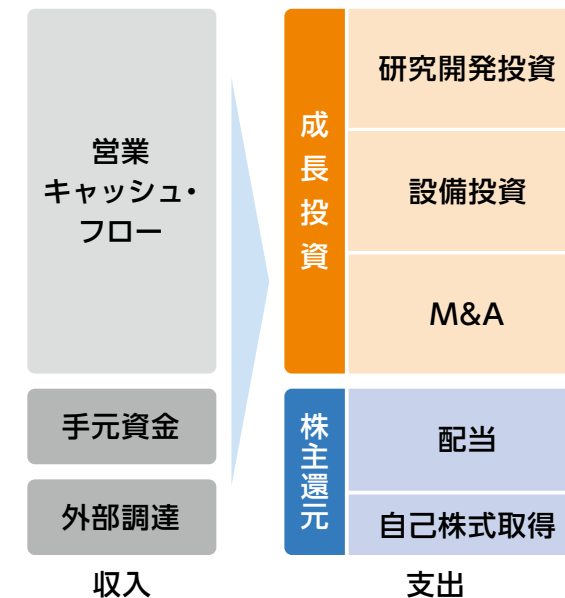 営業
キャッシュ・
フロー
手元資金
外部調達
収入
成長投資
研究開発投資
設備投資
M&A
株主還元
配当
自己株式取得
支出